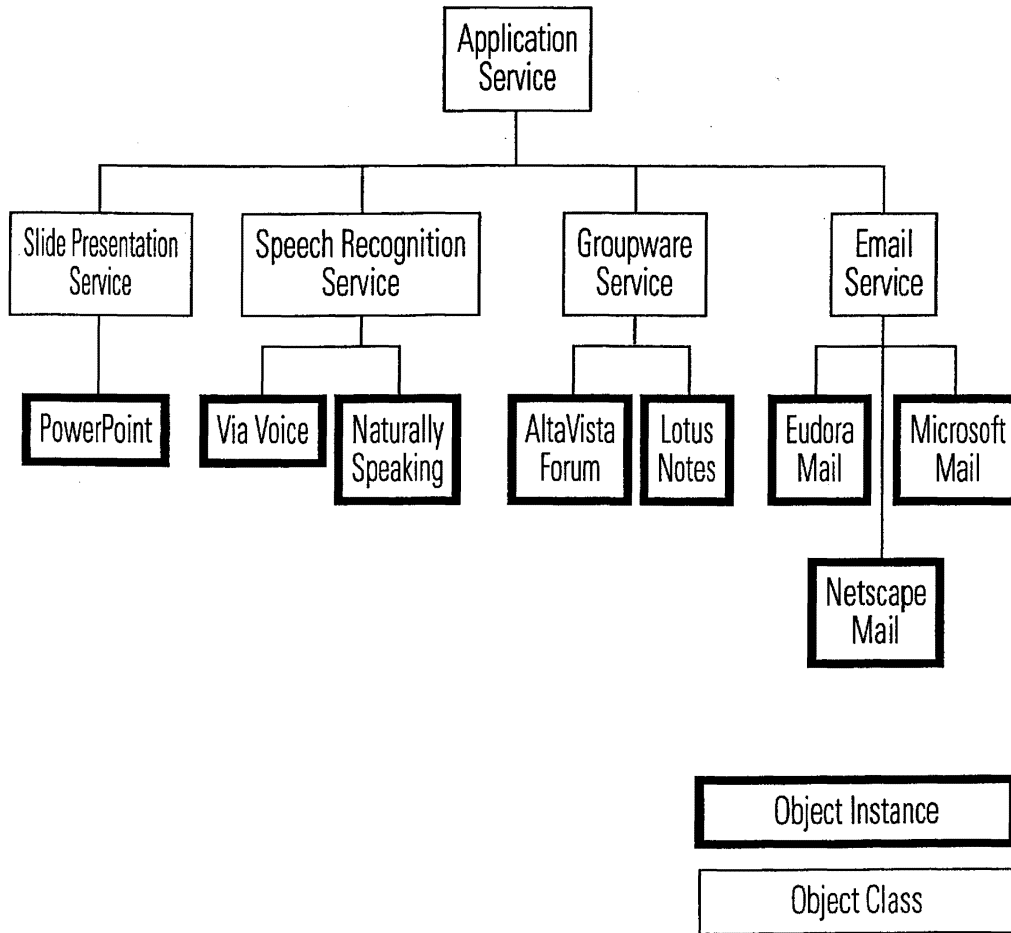 Application
Service
Slide Presentation
Service
Speech Recognition
Service
Groupware
Service
Email
Service
PowerPoint
Via Voice
Naturally
Speaking
AltaVista
Forum
Lotus
Notes
Eudora
Mail
Microsoft
Mail
Netscape
Mail
Object Instance
Object Class